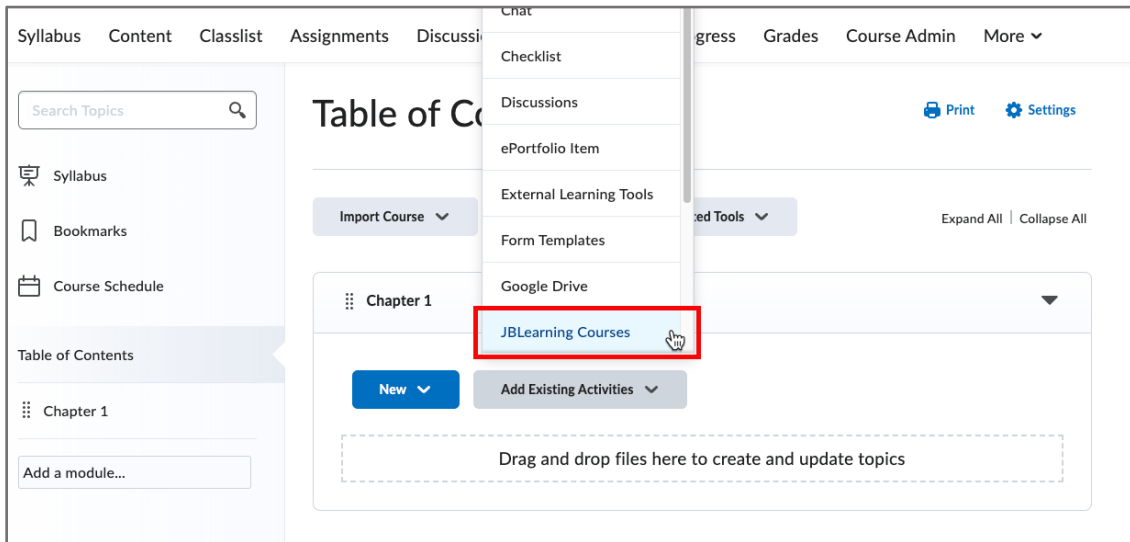 Syllabus Content Classlist Assignments Discussi gress Grades Course Admin More
Chat
Checklist
Discussions
ePortfolio Item
External Learning Tools
Form Templates
Google Drive
JBLearning Courses
Search Topics
Syllabus
Bookmarks
Course Schedule
Table of Contents
Chapter 1
Add a module...
Table of Co
Print Settings
Import Course ted Tools Expand All | Collapse All
Chapter 1
New Add Existing Activities
Drag and drop files here to create and update topics